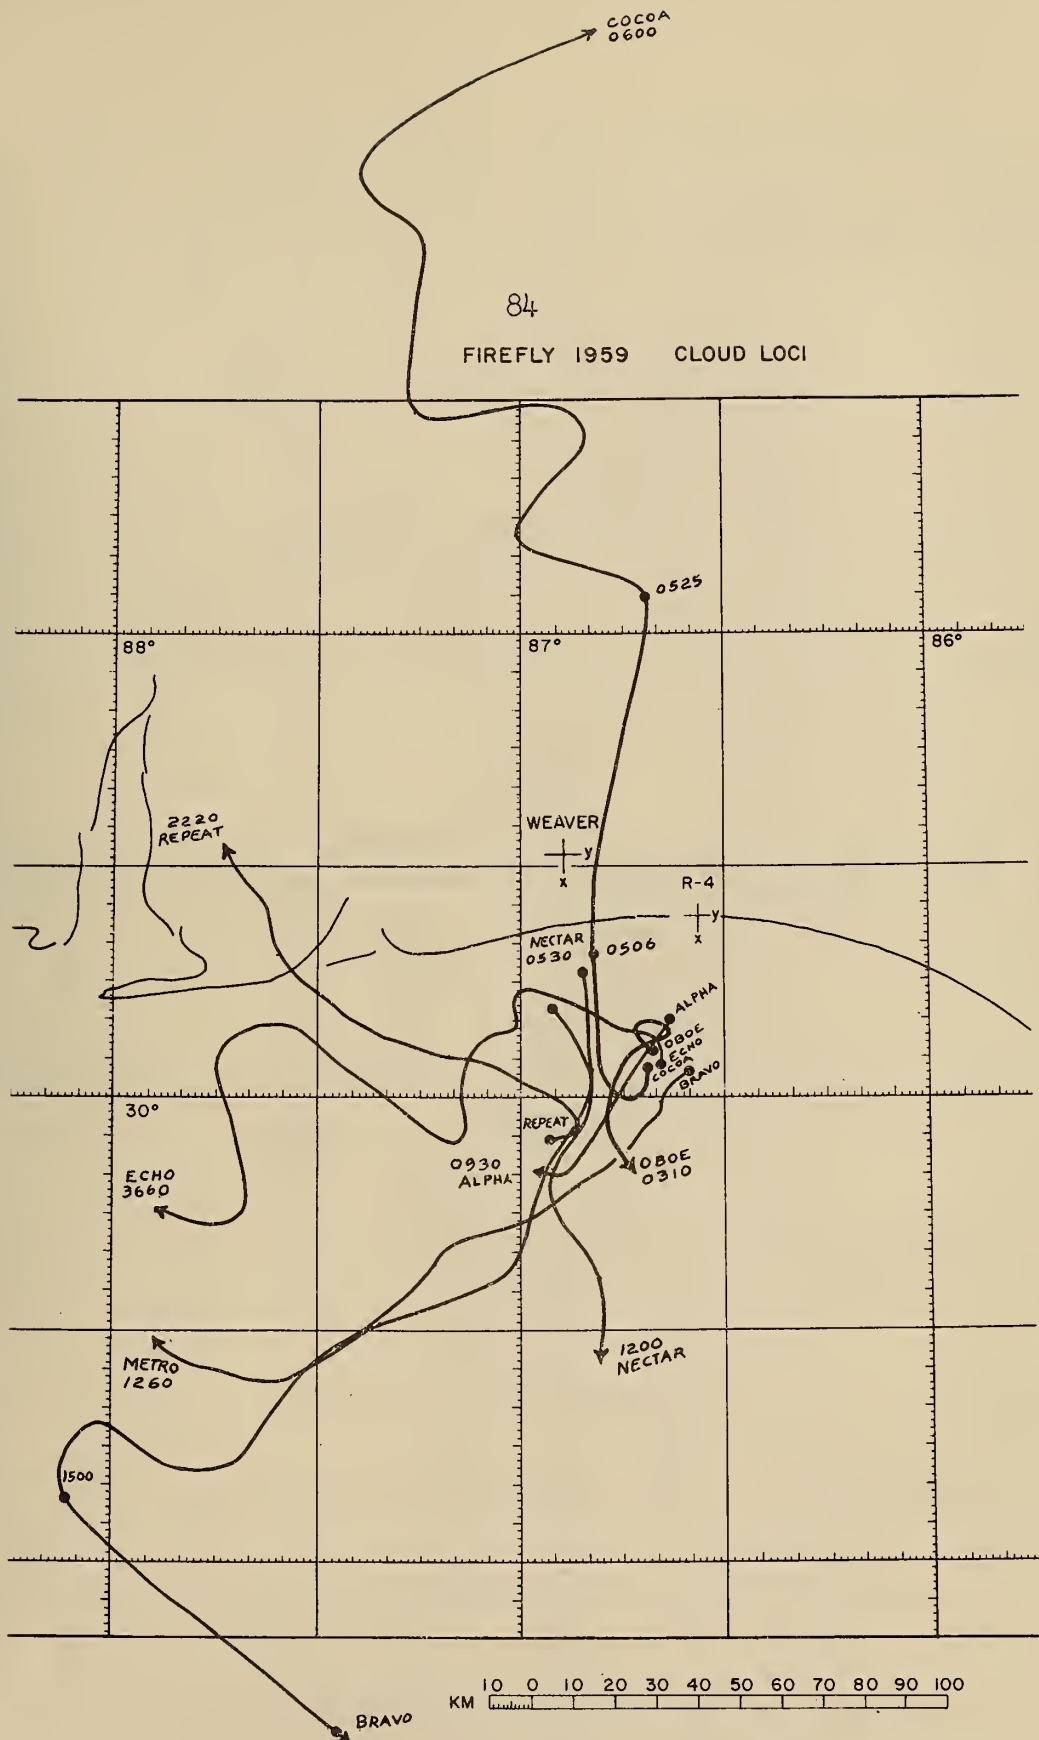 COCOA
0600
84
FIREFLY 1959 CLOUD LOCI
0525
88°
87°
86°
2220
REPEAT
WEAVER
y
x
R-4
y
x
NECTAR
0530
0506
ALPHA
OBOE
ECHO
COCOA
BRAVO
30°
REPEAT
0930
ALPHA
OBOE
0310
ECHO
3660
METRO
1260
1200
NECTAR
1500
KM 10 0 10 20 30 40 50 60 70 80 90 100
BRAVO